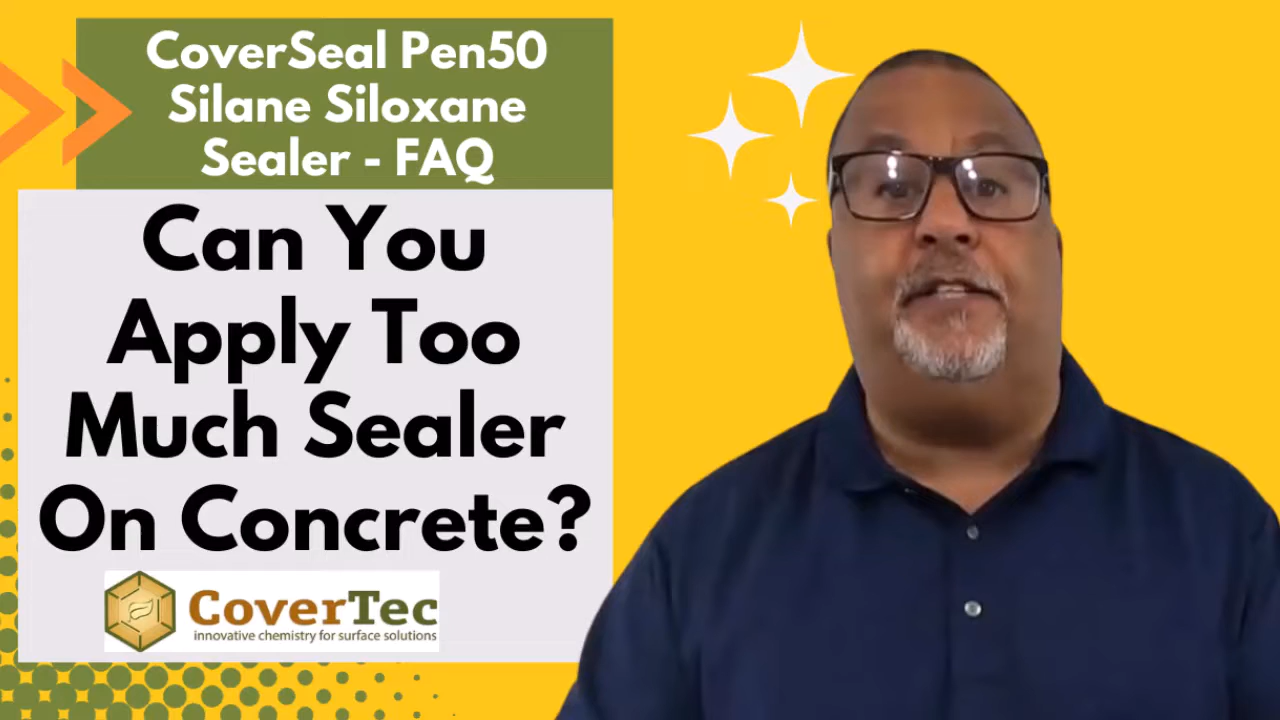 CoverSeal Pen50
Silane Siloxane
Sealer - FAQ
Can You
Apply Too
Much Sealer
On Concrete?
CoverTec
innovative chemistry for surface solutions